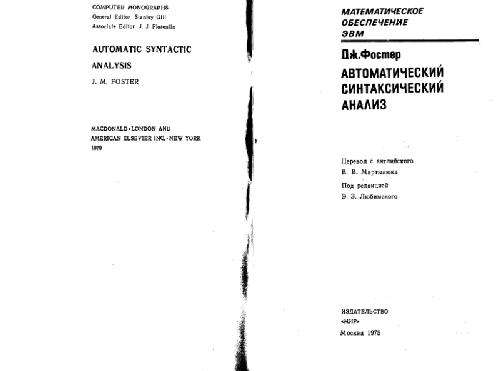 COMPUTER MONOGRAPHS
General Editor Stanley Gill
Associate Editor J. J. Florentin
AUTOMATIC SYNTACTIC
ANALYSIS
J. M. FOSTER
MACDONALD · LONDON AND
AMERICAN ELSEVIER INC. · NEW YORK
1970
МАТЕМАТИЧЕСКОЕ
ОБЕСПЕЧЕНИЕ
ЭВМ
Дж. Фостер
АВТОМАТИЧЕСКИЙ
СИНТАКСИЧЕСКИЙ
АНАЛИЗ
Перевод с английского
В. В. Мартынюка
Под редакцией
Э. З. Любимского
ИЗДАТЕЛЬСТВО
«МИР»
Москва 1975